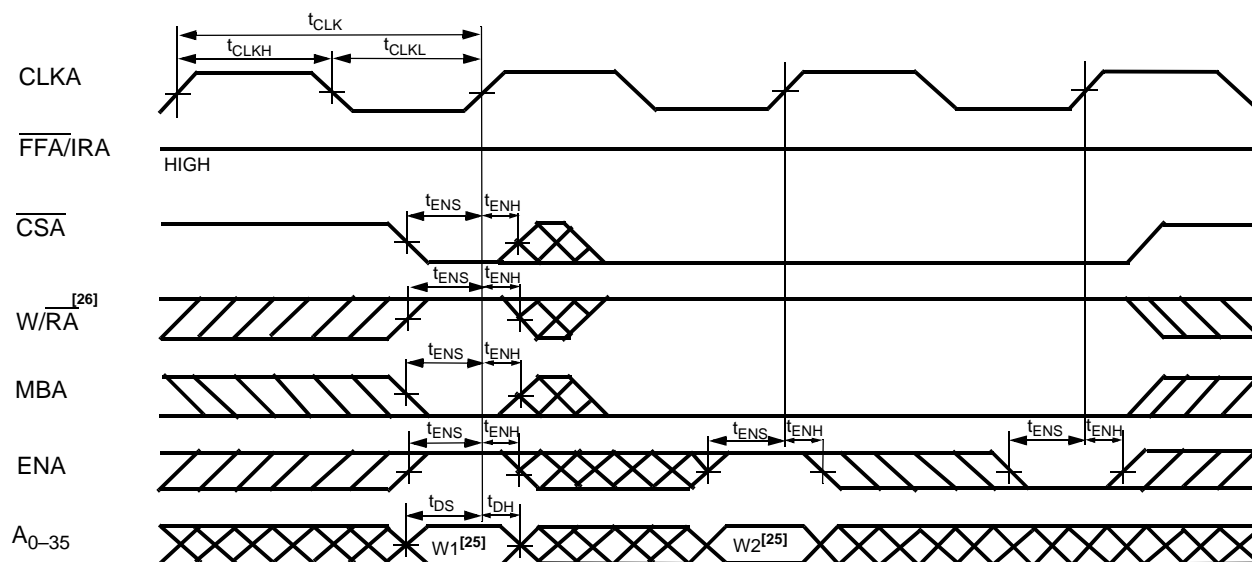 tCLK
tCLKH tCLKL
CLKA
FFA/IRA
HIGH
tENS tENH
CSA
tENS tENH
W/RA[26]
tENS tENH
MBA
tENS tENH tENS tENH tENS tENH
ENA
tDS tDH
A0–35 W1[25] W2[25]